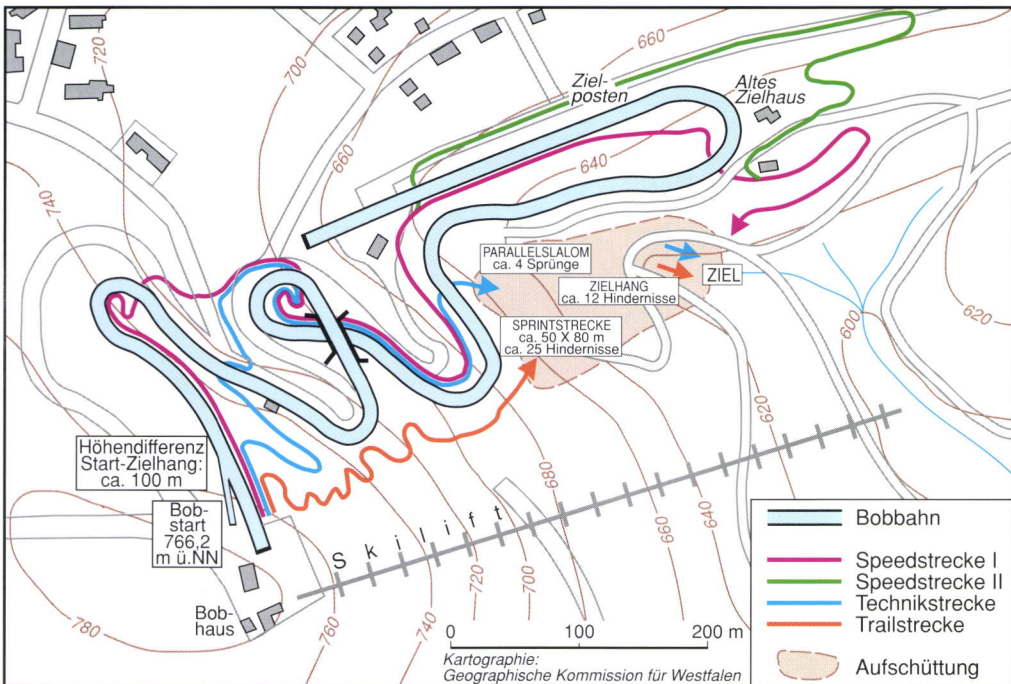 720
700
660
660
Ziel-
posten
Altes
Zielhaus
640
740
PARALLELSLALOM
ca. 4 Sprünge
ZIELHANG
ca. 12 Hindernisse
ZIEL
SPRINTSTRECKE
ca. 50 X 80 m
ca. 25 Hindernisse
600
620
620
Höhendifferenz
Start-Zielhang:
ca. 100 m
Bob-
start
766,2
m ü.NN
Bob-
haus
Skilift
780
760
740
720
700
680
660
640
0 100 200 m
Kartographie:
Geographische Kommission für Westfalen
Bobbahn
Speedstrecke I
Speedstrecke II
Technikstrecke
Trailstrecke
Aufschüttung